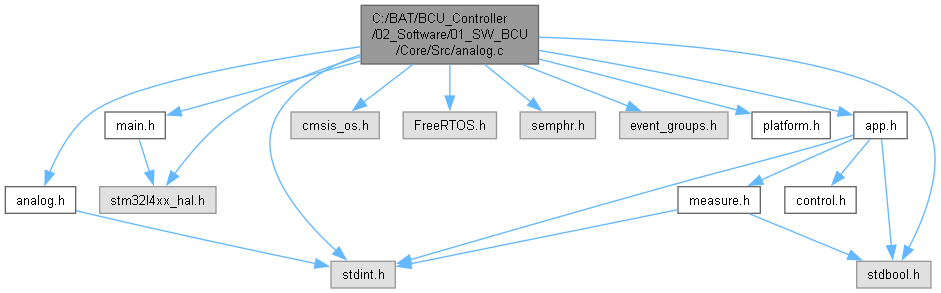 C:/BAT/BCU_Controller
/02_Software/01_SW_BCU
/Core/Src/analog.c
main.h
cmsis_os.h
FreeRTOS.h
semphr.h
event_groups.h
platform.h
app.h
analog.h
stm32l4xx_hal.h
measure.h
control.h
stdint.h
stdbool.h